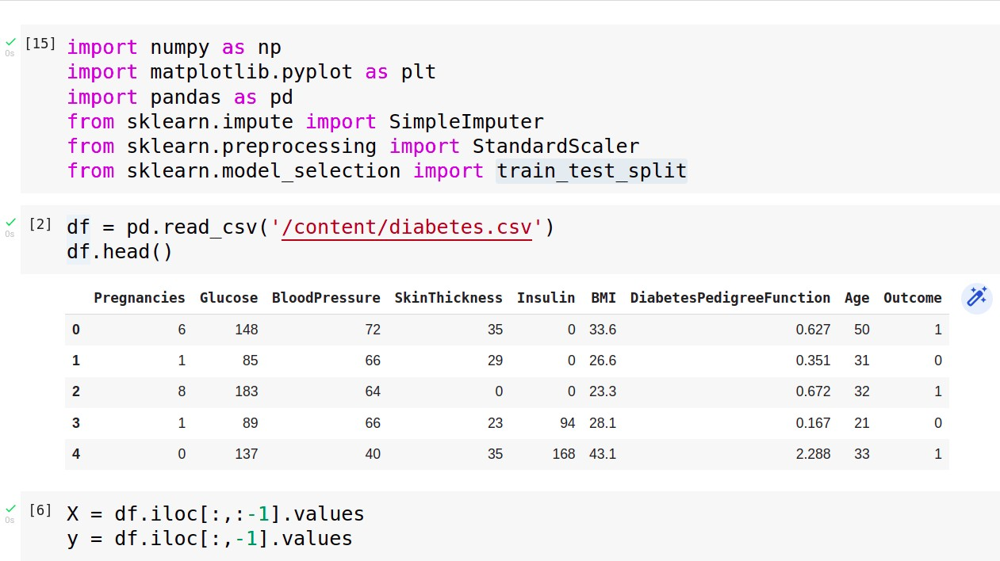 [15] import numpy as np
import matplotlib.pyplot as plt
import pandas as pd
from sklearn.impute import SimpleImputer
from sklearn.preprocessing import StandardScaler
from sklearn.model_selection import train_test_split
0s
[2] df = pd.read_csv('/content/diabetes.csv')
df.head()
0s
Pregnancies Glucose BloodPressure SkinThickness Insulin BMI DiabetesPedigreeFunction Age Outcome
0 6 148 72 35 0 33.6 0.627 50 1
1 1 85 66 29 0 26.6 0.351 31 0
2 8 183 64 0 0 23.3 0.672 32 1
3 1 89 66 23 94 28.1 0.167 21 0
4 0 137 40 35 168 43.1 2.288 33 1
[6] X = df.iloc[:,:-1].values
y = df.iloc[:,-1].values
0s